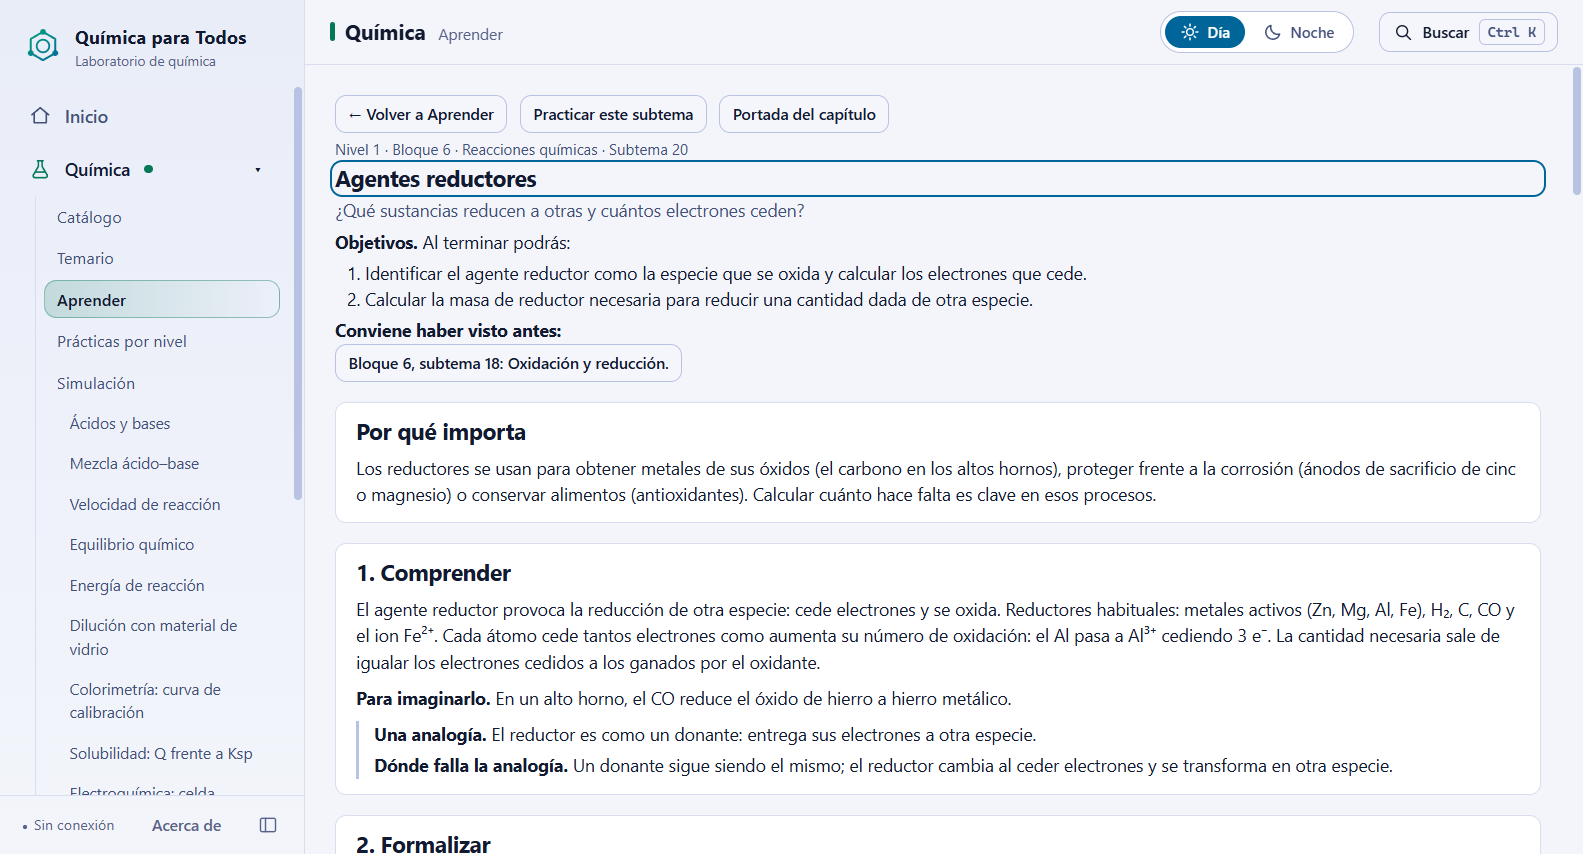 Química para Todos
Laboratorio de química
Inicio
Química
Catálogo
Temario
Aprender
Prácticas por nivel
Simulación
Ácidos y bases
Mezcla ácido–base
Velocidad de reacción
Equilibrio químico
Energía de reacción
Dilución con material de
vidrio
Colorimetría: curva de
calibración
Solubilidad: Q frente a Ksp
Electroquímica: celda
Sin conexión
Acerca de
Química Aprender
Día
Noche
Buscar Ctrl K
← Volver a Aprender
Practicar este subtema
Portada del capítulo
Nivel 1 · Bloque 6 · Reacciones químicas · Subtema 20
Agentes reductores
¿Qué sustancias reducen a otras y cuántos electrones ceden?
Objetivos. Al terminar podrás:
1. Identificar el agente reductor como la especie que se oxida y calcular los electrones que cede.
2. Calcular la masa de reductor necesaria para reducir una cantidad dada de otra especie.
Conviene haber visto antes:
Bloque 6, subtema 18: Oxidación y reducción.
Por qué importa
Los reductores se usan para obtener metales de sus óxidos (el carbono en los altos hornos), proteger frente a la corrosión (ánodos de sacrificio de cinc
o magnesio) o conservar alimentos (antioxidantes). Calcular cuánto hace falta es clave en esos procesos.
1. Comprender
El agente reductor provoca la reducción de otra especie: cede electrones y se oxida. Reductores habituales: metales activos (Zn, Mg, Al, Fe), H₂, C, CO y
el ion Fe²⁺. Cada átomo cede tantos electrones como aumenta su número de oxidación: el Al pasa a Al³⁺ cediendo 3 e⁻. La cantidad necesaria sale de
igualar los electrones cedidos a los ganados por el oxidante.
Para imaginarlo. En un alto horno, el CO reduce el óxido de hierro a hierro metálico.
Una analogía. El reductor es como un donante: entrega sus electrones a otra especie.
Dónde falla la analogía. Un donante sigue siendo el mismo; el reductor cambia al ceder electrones y se transforma en otra especie.
2. Formalizar